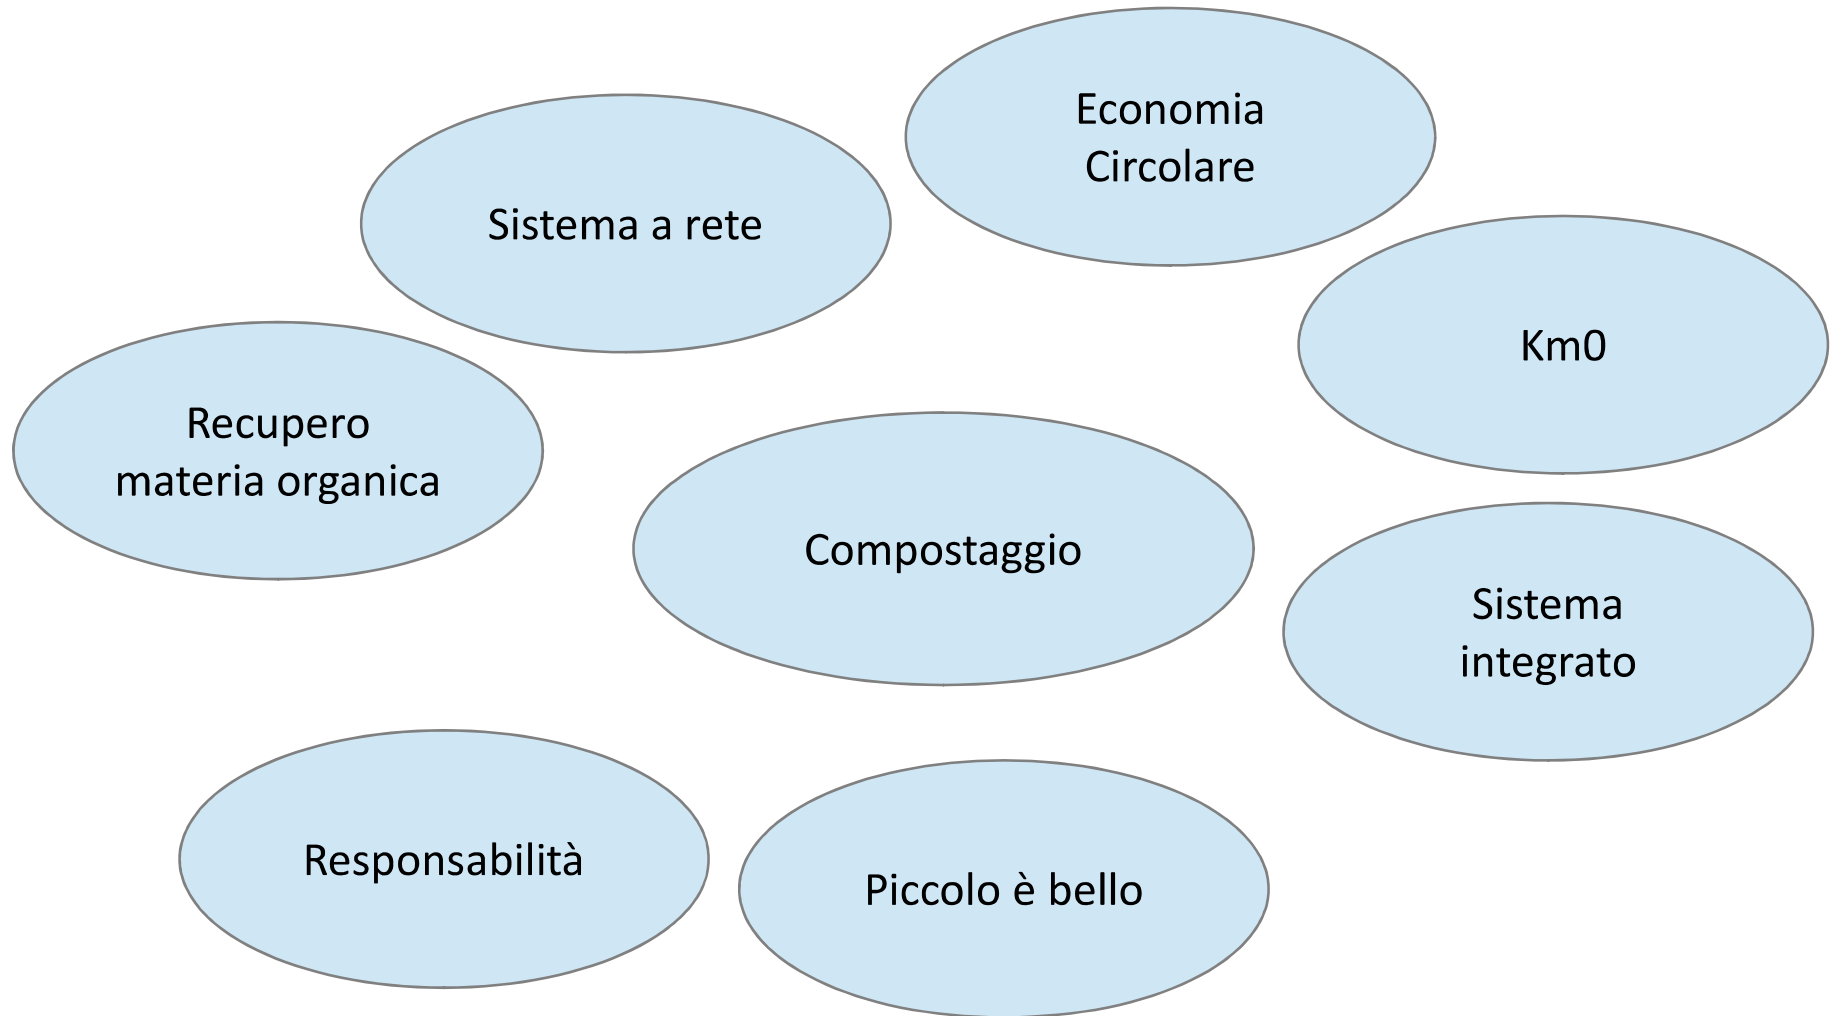 Economia
Circolare
Sistema a rete
Km0
Recupero
materia organica
Compostaggio
Sistema
integrato
Responsabilità
Piccolo è bello